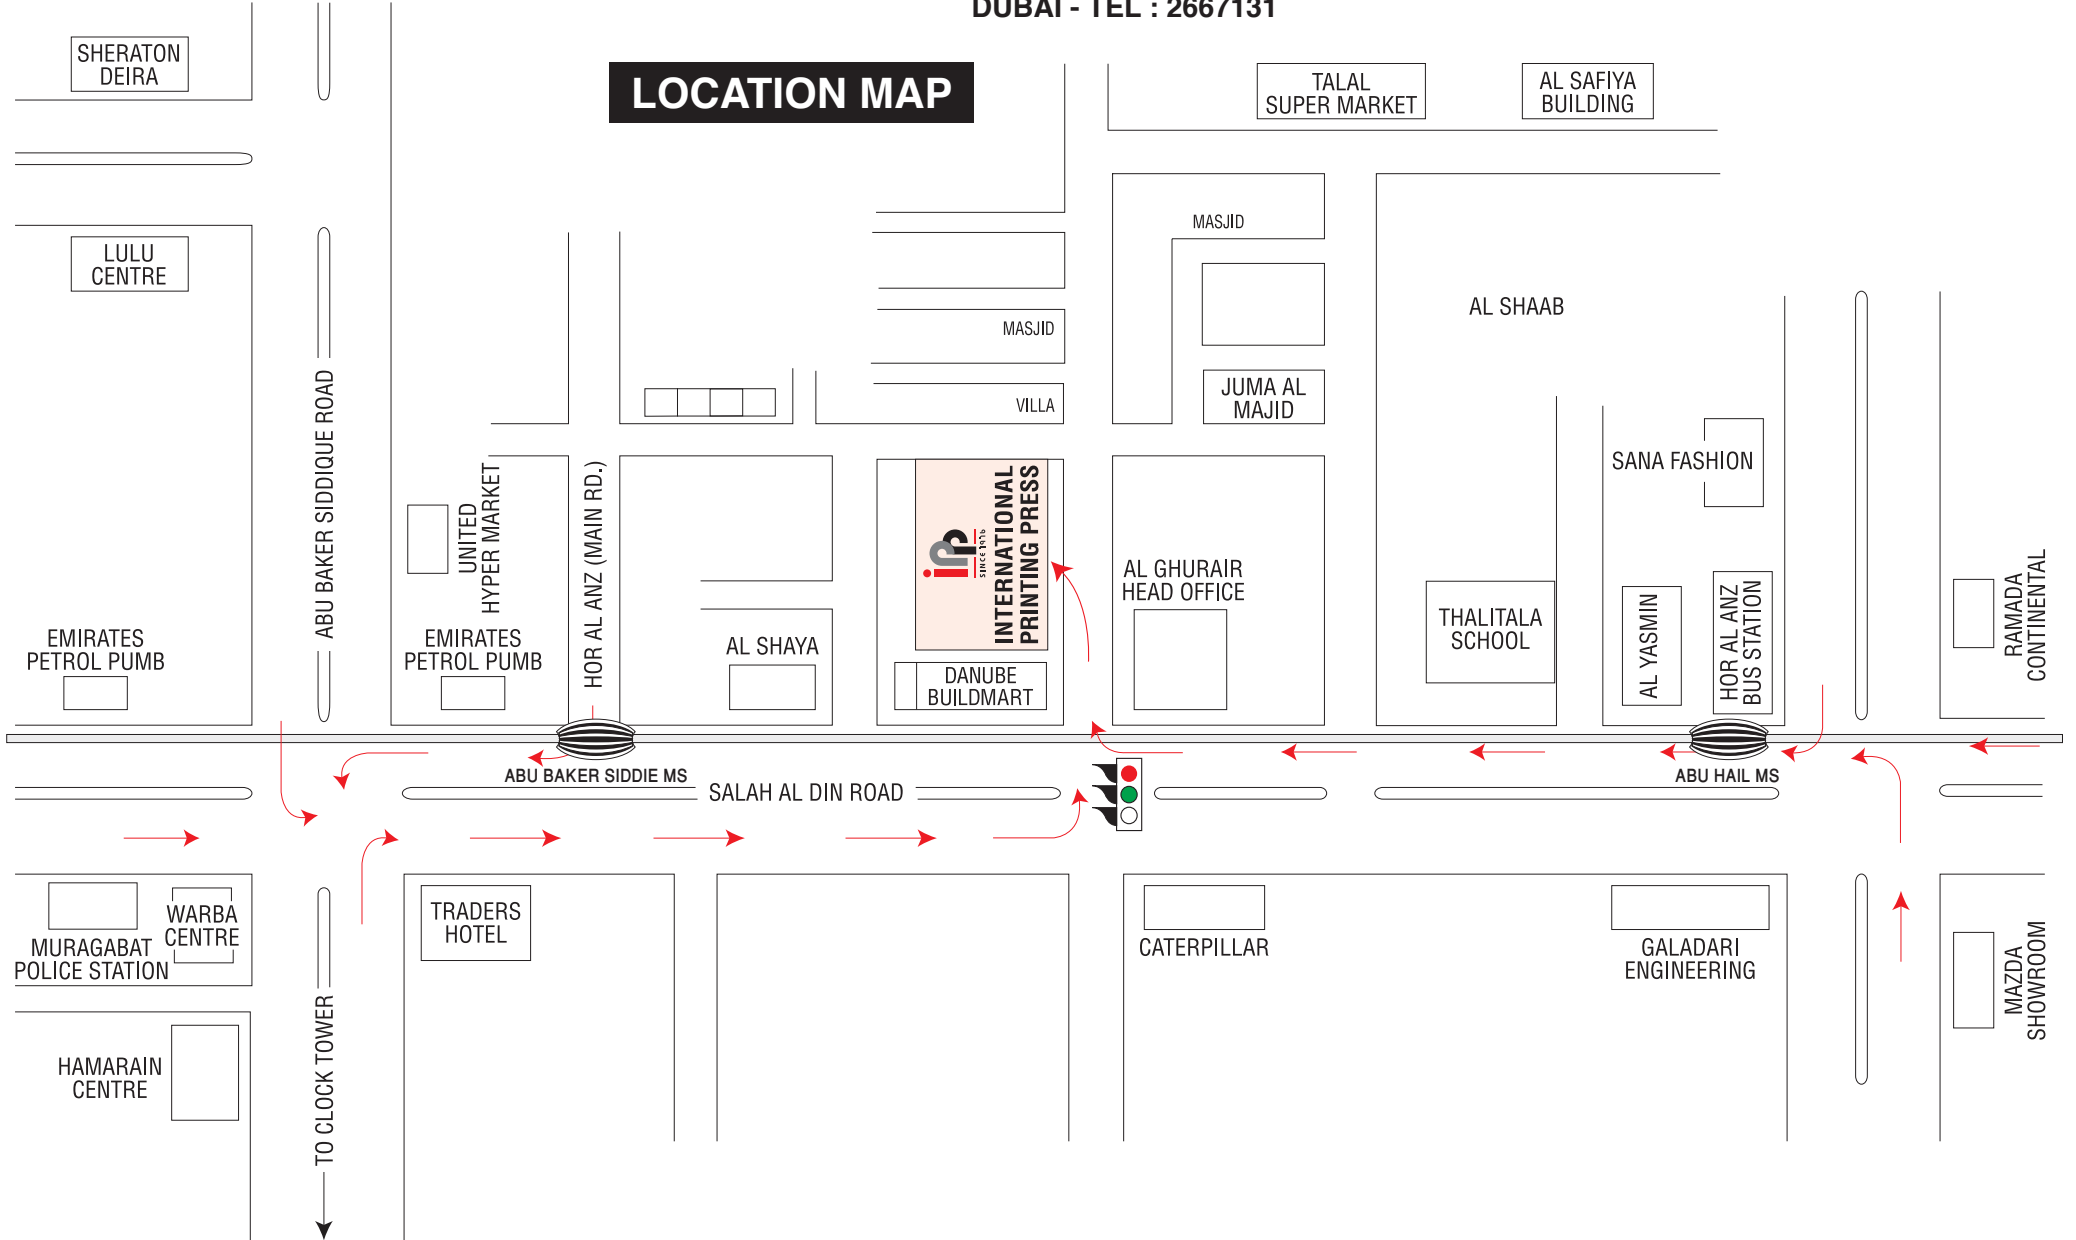 DUBAI - TEL : 2667131
LOCATION MAP
SHERATON
DEIRA
TALAL
SUPER MARKET
AL SAFIYA
BUILDING
LULU
CENTRE
MASJID
AL SHAAB
MASJID
VILLA
JUMA AL
MAJID
ABU BAKER SIDDIQUE ROAD
UNITED
HYPER MARKET
HOR AL ANZ (MAIN RD.)
ipp
SINCE 1976
INTERNATIONAL
PRINTING PRESS
SANA FASHION
AL GHURAIR
HEAD OFFICE
THALITALA
SCHOOL
AL YASMIN
HOR AL ANZ
BUS STATION
RAMADA
CONTINENTAL
EMIRATES
PETROL PUMB
EMIRATES
PETROL PUMB
AL SHAYA
DANUBE
BUILDMART
ABU BAKER SIDDIE MS
ABU HAIL MS
SALAH AL DIN ROAD
MURAGABAT
POLICE STATION
WARBA
CENTRE
TRADERS
HOTEL
CATERPILLAR
GALADARI
ENGINEERING
MAZDA
SHOWROOM
HAMARAIN
CENTRE
TO CLOCK TOWER